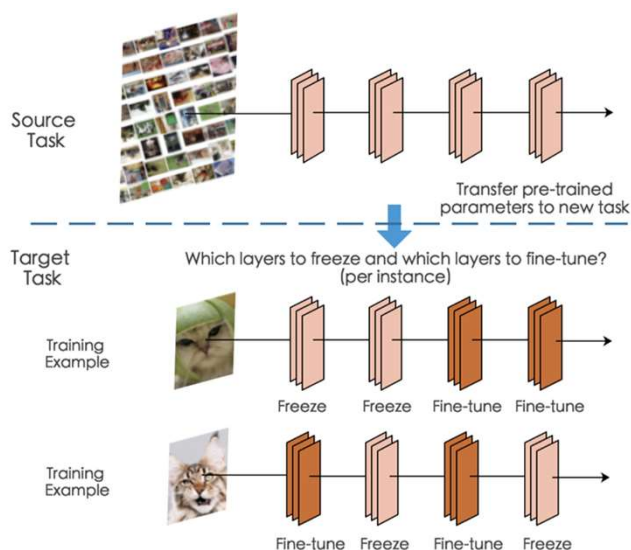 Source
Task
Transfer pre-trained
parameters to new task
Target
Task
Which layers to freeze and which layers to fine-tune?
(per instance)
Training
Example
Freeze Freeze Fine-tune Fine-tune
Training
Example
Fine-tune Freeze Fine-tune Freeze